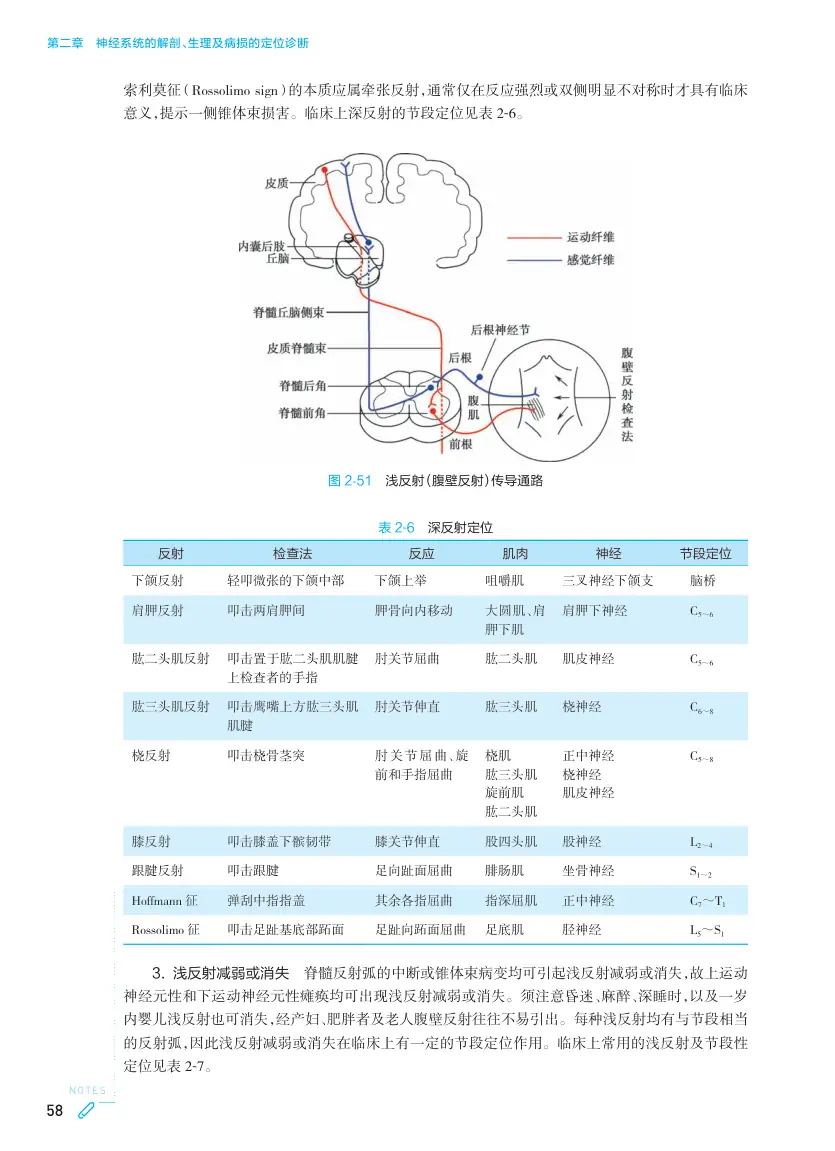 第二章 神经系统的解剖、生理及病损的定位诊断
索利莫征(Rossolimo sign)的本质应属牵张反射,通常仅在反应强烈或双侧明显不对称时才具有临床
意义,提示一侧锥体束损害。临床上深反射的节段定位见表 2-6。
皮质
内囊后肢
丘脑
运动纤维
感觉纤维
脊髓丘脑侧束
后根神经节
皮质脊髓束
后根
脊髓后角
腹肌
脊髓前角
前根
腹壁反射检查法
图 2-51 浅反射(腹壁反射)传导通路
表 2-6 深反射定位
反射 检查法 反应 肌肉 神经 节段定位
下颌反射 轻叩微张的下颌中部 下颌上举 咀嚼肌 三叉神经下颌支 脑桥
肩胛反射 叩击两肩胛间 胛骨向内移动 大圆肌、肩 肩胛下神经 C5~6
胛下肌
肱二头肌反射 叩击置于肱二头肌肌腱 肘关节屈曲 肱二头肌 肌皮神经 C5~6
上检查者的手指
肱三头肌反射 叩击鹰嘴上方肱三头肌 肘关节伸直 肱三头肌 桡神经 C6~8
肌腱
桡反射 叩击桡骨茎突 肘关节屈曲、旋 桡肌 正中神经 C5~8
前和手指屈曲 肱三头肌 桡神经
旋前肌 肌皮神经
肱二头肌
膝反射 叩击膝盖下髌韧带 膝关节伸直 股四头肌 股神经 L2~4
跟腱反射 叩击跟腱 足向趾面屈曲 腓肠肌 坐骨神经 S1~2
Hoffmann 征 弹刮中指指盖 其余各指屈曲 指深屈肌 正中神经 C7~T1
Rossolimo 征 叩击足趾基底部跖面 足趾向跖面屈曲 足底肌 胫神经 L5~S1
3. 浅反射减弱或消失 脊髓反射弧的中断或锥体束病变均可引起浅反射减弱或消失,故上运动
神经元性和下运动神经元性瘫痪均可出现浅反射减弱或消失。须注意昏迷、麻醉、深睡时,以及一岁
内婴儿浅反射也可消失,经产妇、肥胖者及老人腹壁反射往往不易引出。每种浅反射均有与节段相当
的反射弧,因此浅反射减弱或消失在临床上有一定的节段定位作用。临床上常用的浅反射及节段性
定位见表 2-7。
NOTES
58